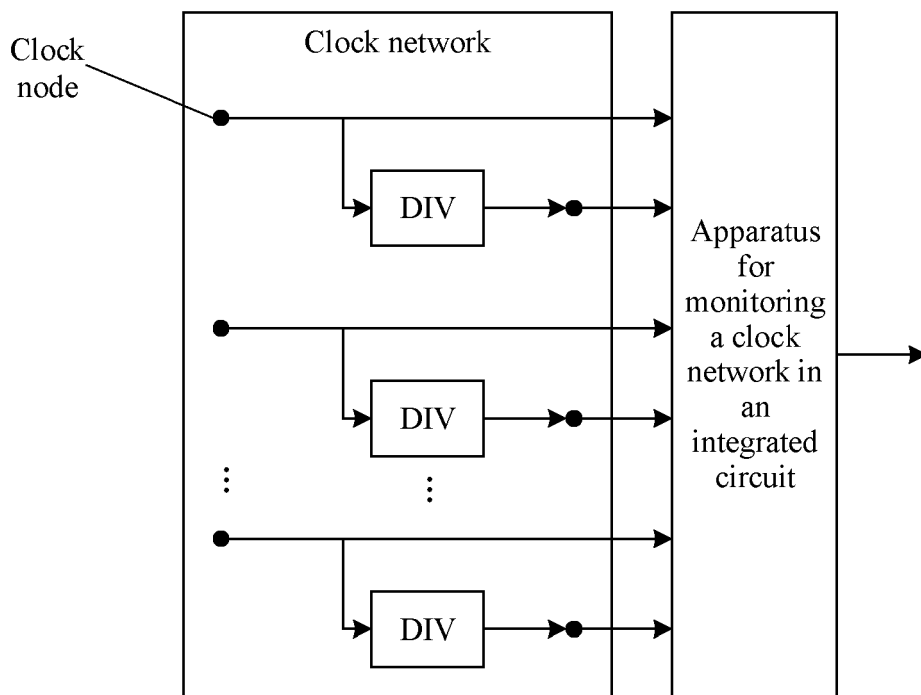 Clock network
Clock
node
DIV
DIV
DIV
Apparatus
for
monitoring
a clock
network in
an
integrated
circuit